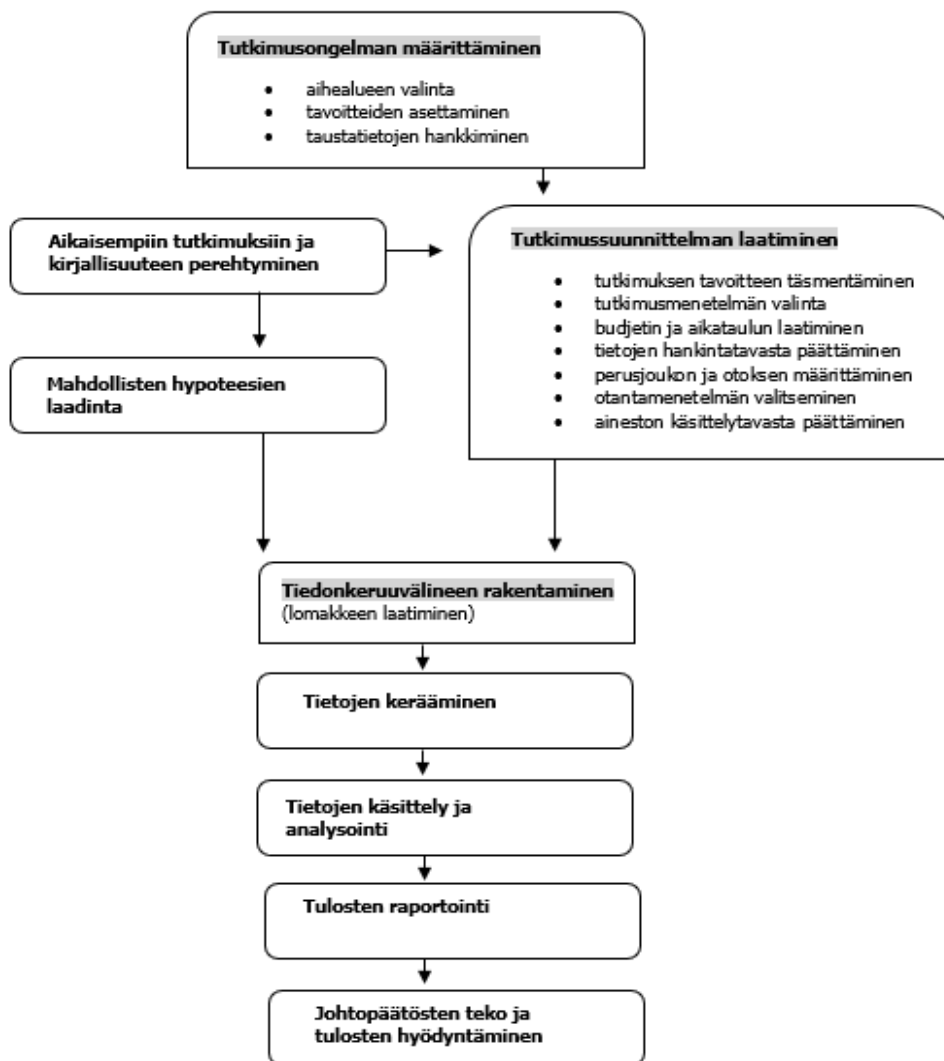 Tutkimusongelman määrittäminen
• aihealueen valinta
• tavoitteiden asettaminen
• taustatietojen hankkiminen
Aikaisempiin tutkimuksiin ja
kirjallisuuteen perehtyminen
Tutkimussuunnittelman laatiminen
• tutkimuksen tavoitteen täsmentäminen
• tutkimusmenetelmän valinta
• budjetin ja aikataulun laatiminen
• tietojen hankintatavasta päättäminen
• perusjoukon ja otoksen määrittäminen
• otantamenetelmän valitseminen
• aineston käsittelytavasta päättäminen
Mahdollisten hypoteesien
laadinta
Tiedonkeruuvälineen rakentaminen
(lomakkeen laatiminen)
Tietojen kerääminen
Tietojen käsittely ja
analysointi
Tulosten raportointi
Johtopäätösten teko ja
tulosten hyödyntäminen